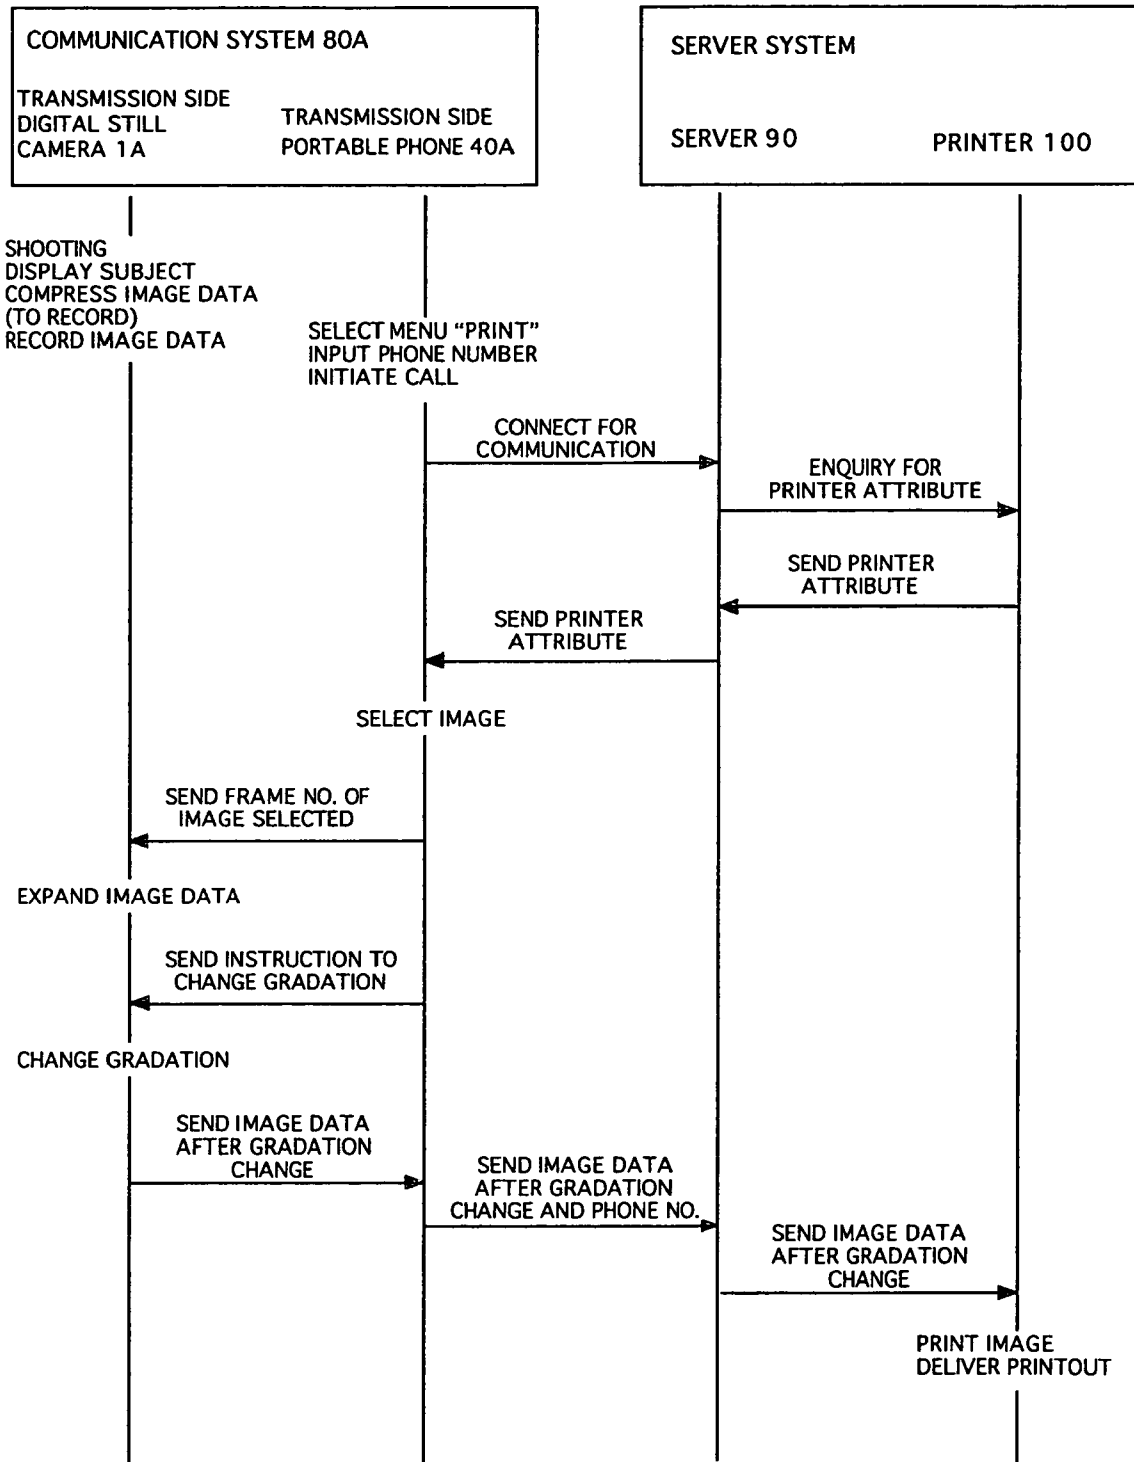 COMMUNICATION SYSTEM 80A
TRANSMISSION SIDE
DIGITAL STILL
CAMERA 1A
TRANSMISSION SIDE
PORTABLE PHONE 40A
SERVER SYSTEM
SERVER 90
PRINTER 100
SHOOTING
DISPLAY SUBJECT
COMPRESS IMAGE DATA
(TO RECORD)
RECORD IMAGE DATA
SELECT MENU “PRINT”
INPUT PHONE NUMBER
INITIATE CALL
CONNECT FOR
COMMUNICATION
ENQUIRY FOR
PRINTER ATTRIBUTE
SEND PRINTER
ATTRIBUTE
SEND PRINTER
ATTRIBUTE
SELECT IMAGE
SEND FRAME NO. OF
IMAGE SELECTED
EXPAND IMAGE DATA
SEND INSTRUCTION TO
CHANGE GRADATION
CHANGE GRADATION
SEND IMAGE DATA
AFTER GRADATION
CHANGE
SEND IMAGE DATA
AFTER GRADATION
CHANGE AND PHONE NO.
SEND IMAGE DATA
AFTER GRADATION
CHANGE
PRINT IMAGE
DELIVER PRINTOUT